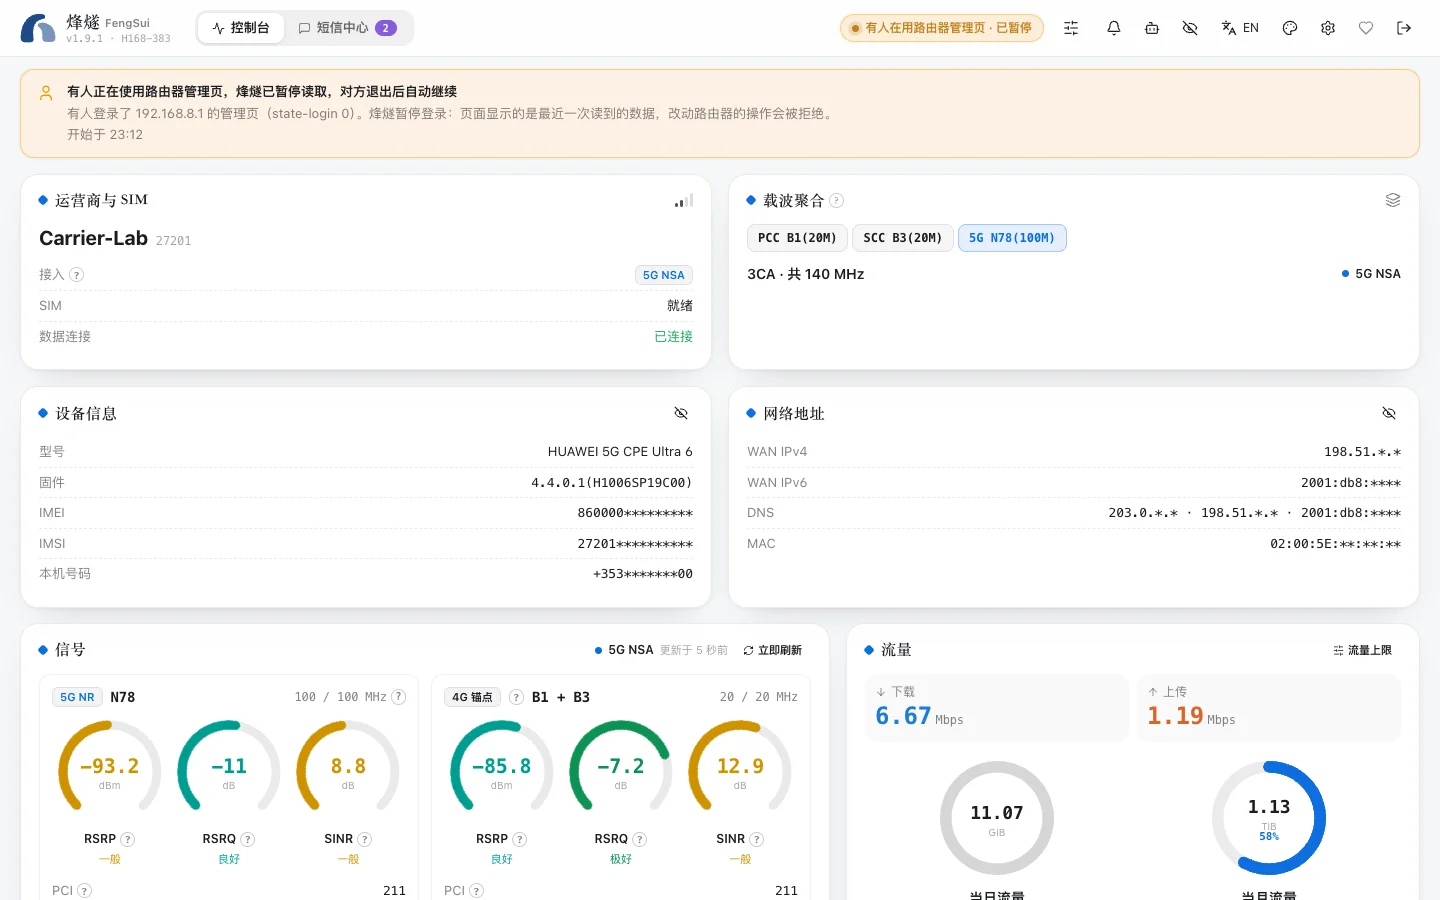 烽燧 FengSui
v1.9.1 · H168-383
控制台
短信中心 2
有人在用路由器管理页 · 已暂停
EN
有人正在使用路由器管理页，烽燧已暂停读取，对方退出后自动继续
有人登录了 192.168.8.1 的管理页（state-login 0）。烽燧暂停登录：页面显示的是最近一次读到的数据，改动路由器的操作会被拒绝。
开始于 23:12
运营商与 SIM
Carrier-Lab 27201
接入 ? 5G NSA
SIM 就绪
数据连接 已连接
载波聚合 ?
PCC B1(20M) SCC B3(20M) 5G N78(100M)
3CA · 共 140 MHz 5G NSA
设备信息
型号 HUAWEI 5G CPE Ultra 6
固件 4.4.0.1(H1006SP19C00)
IMEI 860000*********
IMSI 27201**********
本机号码 +353*******00
网络地址
WAN IPv4 198.51.*.*
WAN IPv6 2001:db8:****
DNS 203.0.*.* · 198.51.*.* · 2001:db8:****
MAC 02:00:5E:**:**:**
信号 5G NSA 更新于 5 秒前 立即刷新
5G NR N78 100 / 100 MHz ?
-93.2 -11 8.8
dBm dB dB
RSRP ? RSRQ ? SINR ?
一般 良好 一般
PCI ? 211
4G 锚点 ? B1 + B3 20 / 20 MHz
-85.8 -7.2 12.9
dBm dB dB
RSRP ? RSRQ ? SINR ?
良好 极好 一般
PCI ? 211
流量 流量上限
↓ 下载 ↑ 上传
6.67 Mbps 1.19 Mbps
11.07 1.13
GiB TiB
58%
当日流量 当月流量